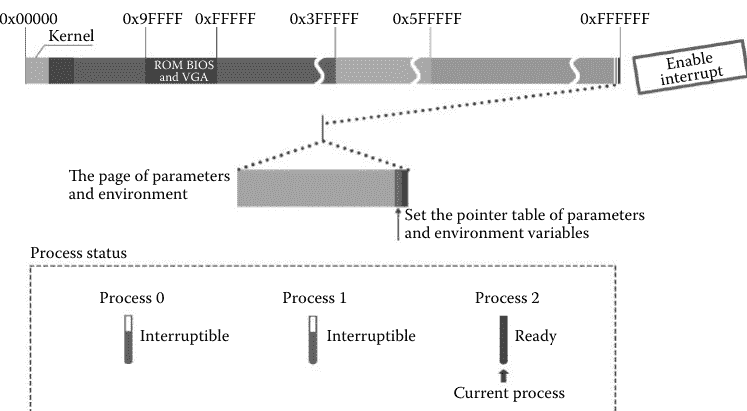 0x00000 0x9FFFF 0xFFFFF 0x3FFFFF 0x5FFFFF 0xFFFFFF
Kernel
ROM BIOS
and VGA
Enable
interrupt
The page of parameters
and environment
Set the pointer table of parameters
and environment variables
Process status
Process 0 Process 1 Process 2
Interruptible Interruptible Ready
Current process